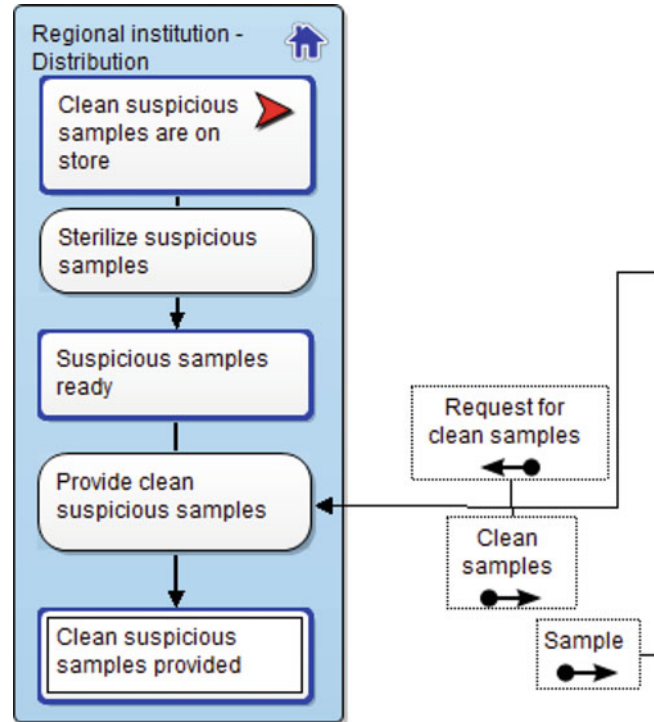 Regional institution -
Distribution
Clean suspicious
samples are on
store
Sterilize suspicious
samples
Suspicious samples
ready
Request for
clean samples
Provide clean
suspicious samples
Clean
samples
Clean suspicious
samples provided
Sample